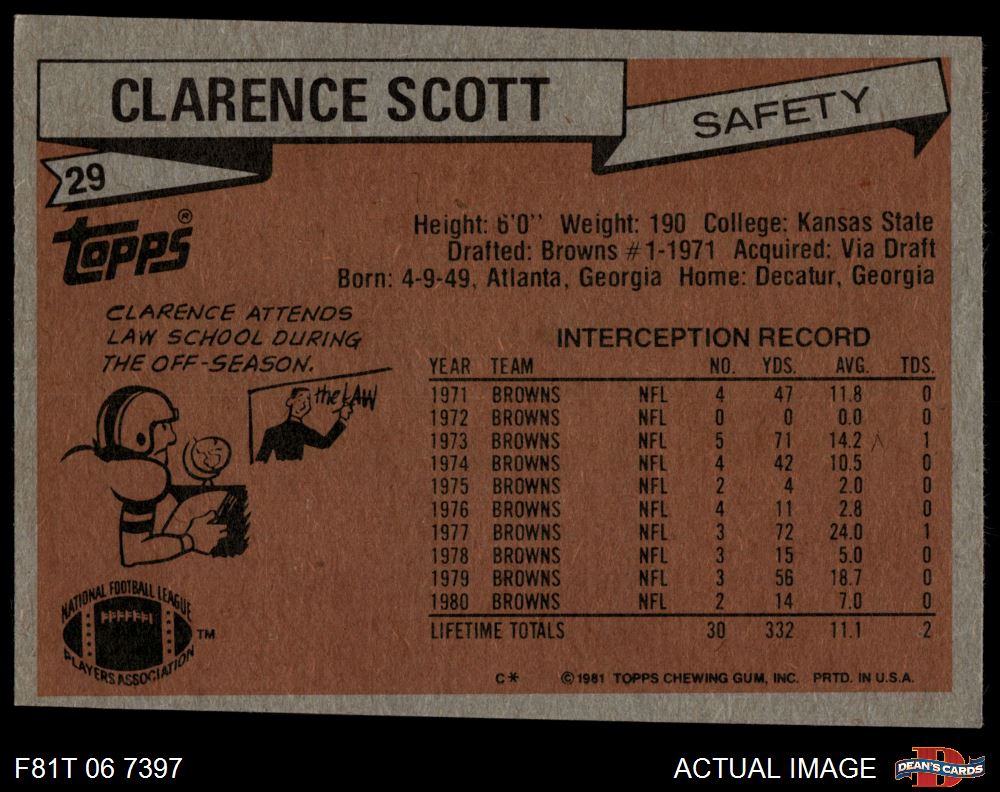 CLARENCE SCOTT
SAFETY
29
Topps®
Height: 6'0'' Weight: 190 College: Kansas State
Drafted: Browns #1-1971 Acquired: Via Draft
Born: 4-9-49, Atlanta, Georgia Home: Decatur, Georgia
CLARENCE ATTENDS
LAW SCHOOL DURING
THE OFF-SEASON.
the LAW
INTERCEPTION RECORD
YEAR TEAM NO. YDS. AVG. TDS.
1971 BROWNS NFL 4 47 11.8 0
1972 BROWNS NFL 0 0 0.0 0
1973 BROWNS NFL 5 71 14.2 1
1974 BROWNS NFL 4 42 10.5 0
1975 BROWNS NFL 2 4 2.0 0
1976 BROWNS NFL 4 11 2.8 0
1977 BROWNS NFL 3 72 24.0 1
1978 BROWNS NFL 3 15 5.0 0
1979 BROWNS NFL 3 56 18.7 0
1980 BROWNS NFL 2 14 7.0 0
LIFETIME TOTALS 30 332 11.1 2
NATIONAL FOOTBALL LEAGUE
PLAYERS ASSOCIATION
TM
C* ©1981 TOPPS CHEWING GUM, INC. PRTD. IN U.S.A.
F81T 06 7397
ACTUAL IMAGE
DEAN'S CARDS